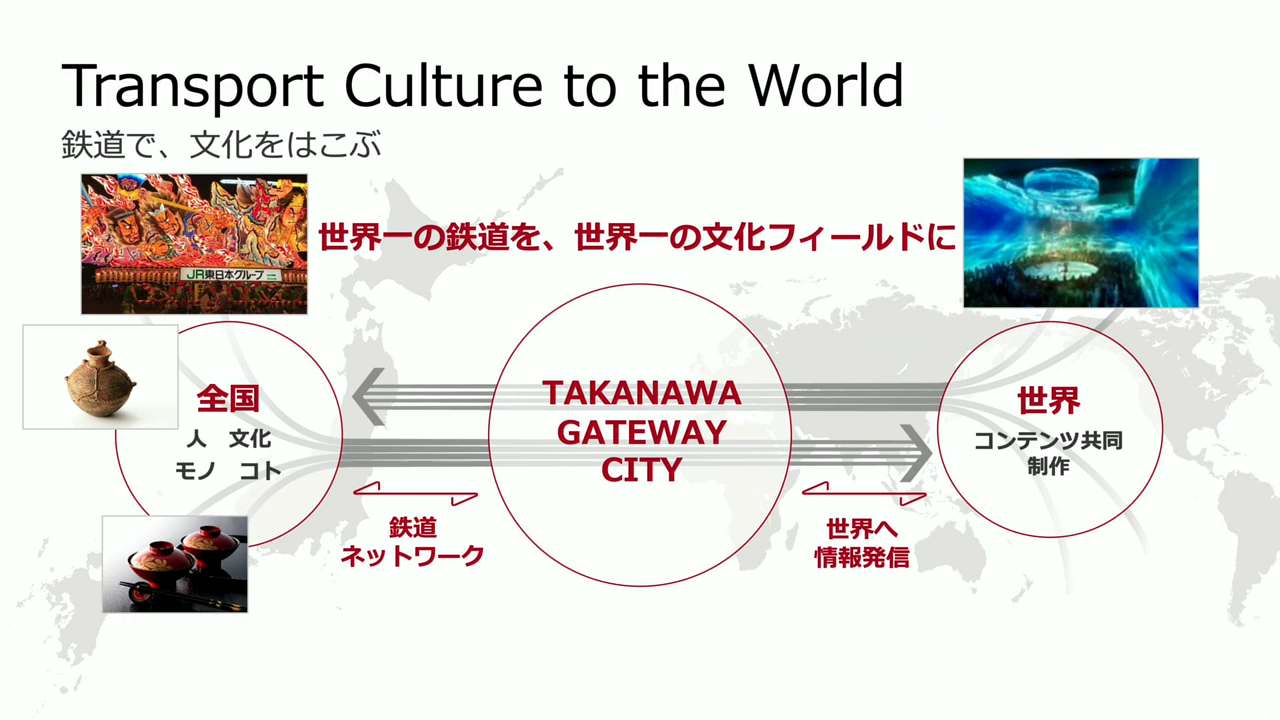 Transport Culture to the World
鉄道で、文化をはこぶ
世界一の鉄道を、世界一の文化フィールドに
JR東日本グループ
全国
人　文化
モノ　コト
TAKANAWA
GATEWAY
CITY
世界
コンテンツ共同
制作
鉄道
ネットワーク
世界へ
情報発信